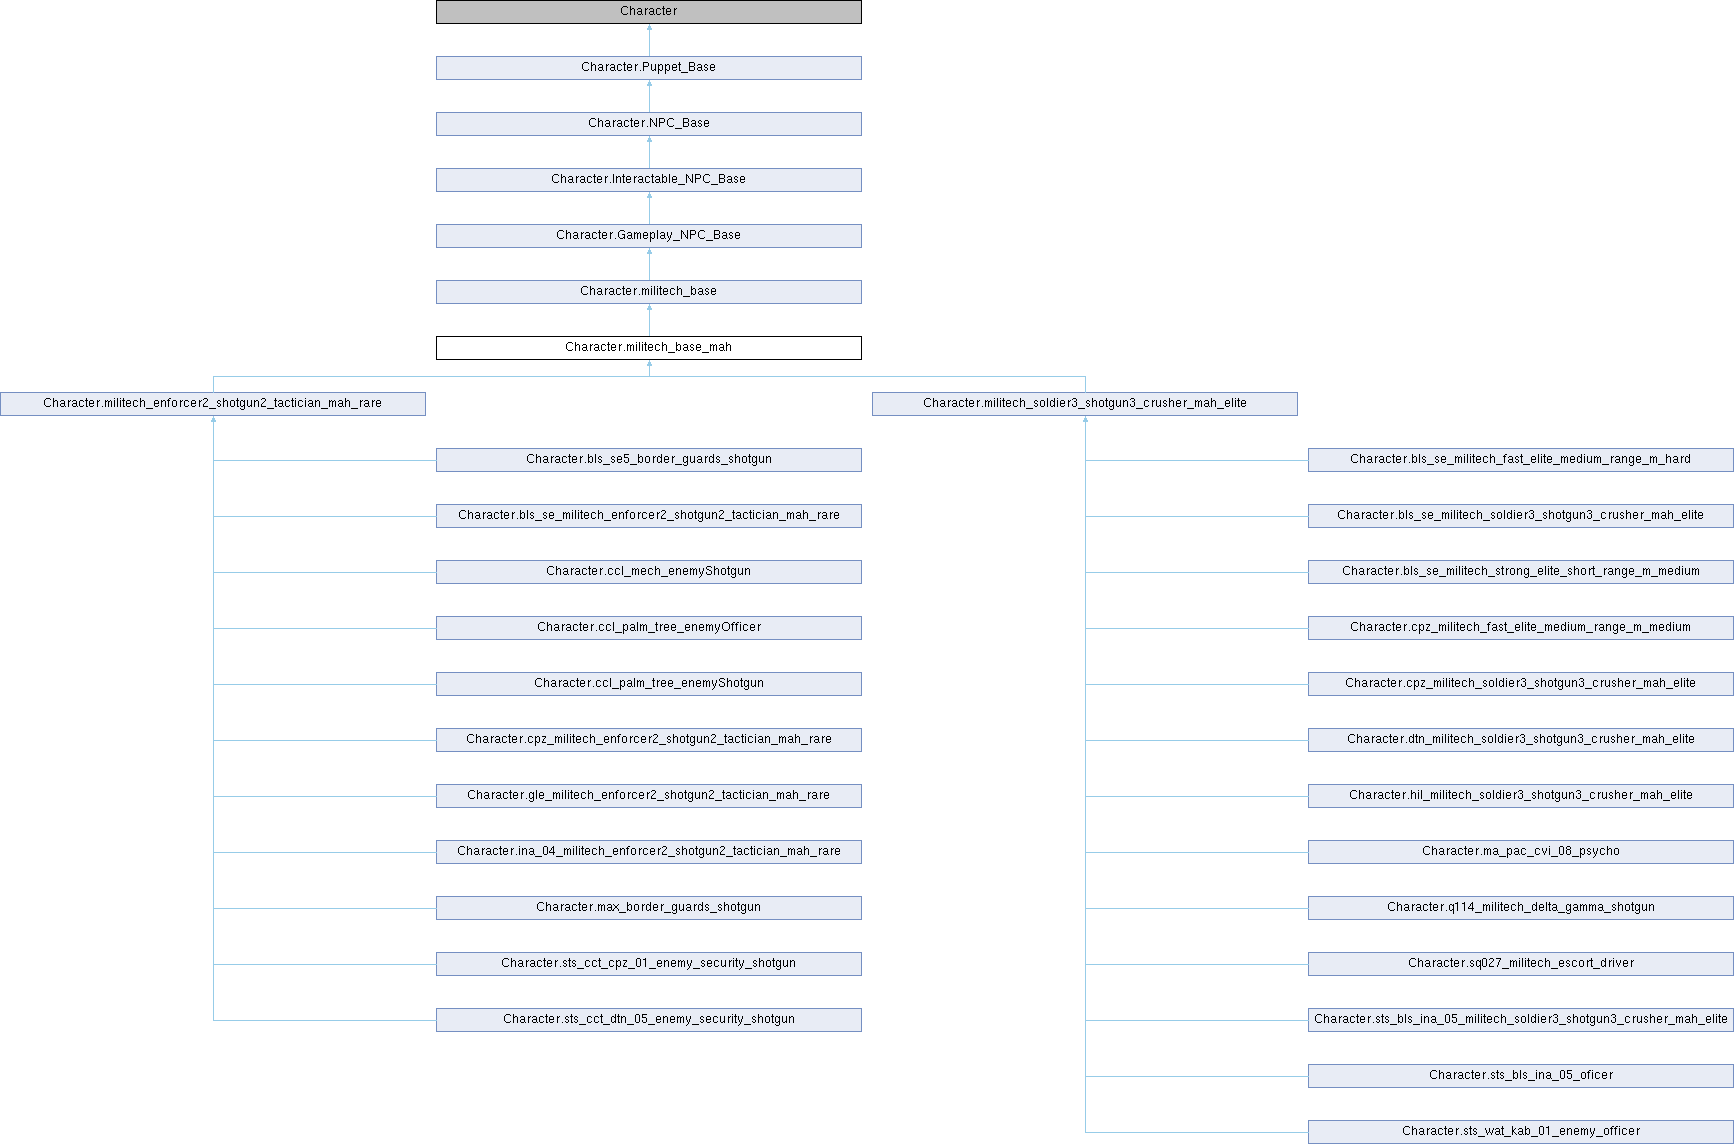 Character
Character.Puppet_Base
Character.NPC_Base
Character.Interactable_NPC_Base
Character.Gameplay_NPC_Base
Character.militech_base
Character.militech_base_mah
Character.militech_enforcer2_shotgun2_tactician_mah_rare
Character.militech_soldier3_shotgun3_crusher_mah_elite
Character.bls_se5_border_guards_shotgun
Character.bls_se_militech_fast_elite_medium_range_m_hard
Character.bls_se_militech_enforcer2_shotgun2_tactician_mah_rare
Character.bls_se_militech_soldier3_shotgun3_crusher_mah_elite
Character.ccl_mech_enemyShotgun
Character.bls_se_militech_strong_elite_short_range_m_medium
Character.ccl_palm_tree_enemyOfficer
Character.cpz_militech_fast_elite_medium_range_m_medium
Character.ccl_palm_tree_enemyShotgun
Character.cpz_militech_soldier3_shotgun3_crusher_mah_elite
Character.cpz_militech_enforcer2_shotgun2_tactician_mah_rare
Character.dtn_militech_soldier3_shotgun3_crusher_mah_elite
Character.gle_militech_enforcer2_shotgun2_tactician_mah_rare
Character.hil_militech_soldier3_shotgun3_crusher_mah_elite
Character.ina_04_militech_enforcer2_shotgun2_tactician_mah_rare
Character.ma_pac_cvi_08_psycho
Character.max_border_guards_shotgun
Character.q114_militech_delta_gamma_shotgun
Character.sts_cct_cpz_01_enemy_security_shotgun
Character.sq027_militech_escort_driver
Character.sts_cct_dtn_05_enemy_security_shotgun
Character.sts_bls_ina_05_militech_soldier3_shotgun3_crusher_mah_elite
Character.sts_bls_ina_05_oficer
Character.sts_wat_kab_01_enemy_officer